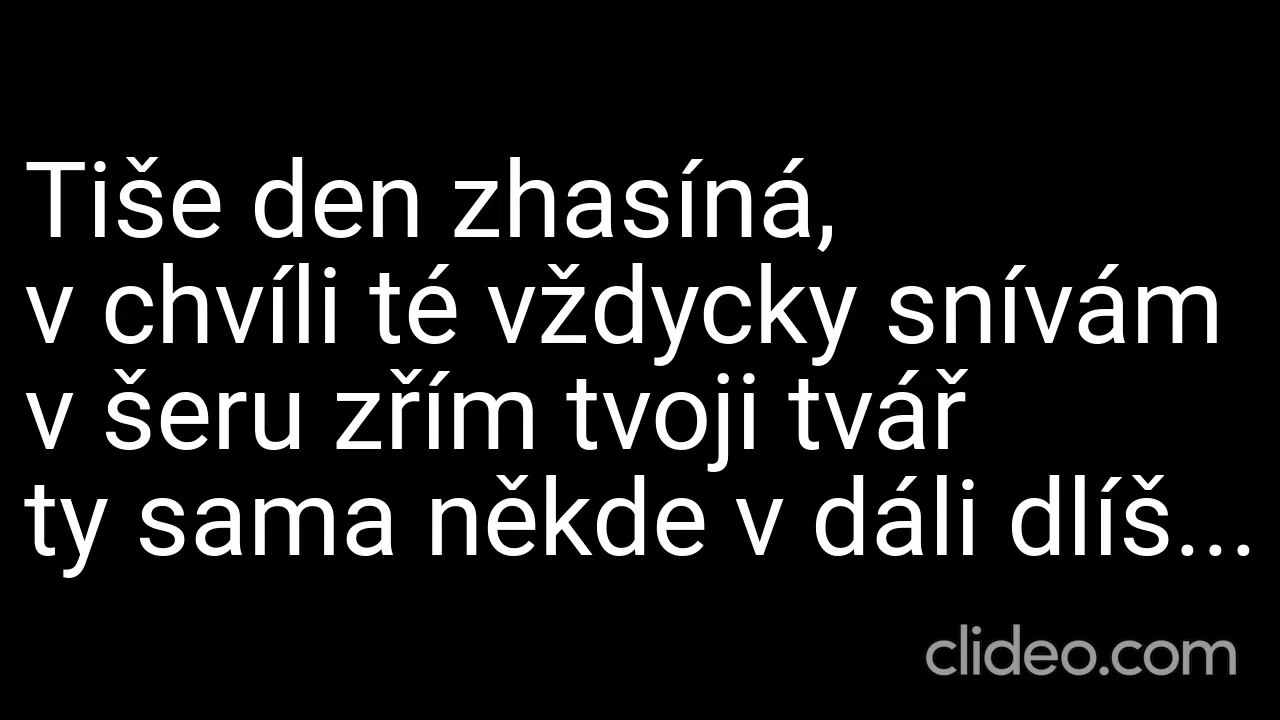 Tiše den zhasíná,
v chvíli té vždycky snívám
v šeru zřím tvoji tvář
ty sama někde v dáli dlíš...
clideo.com